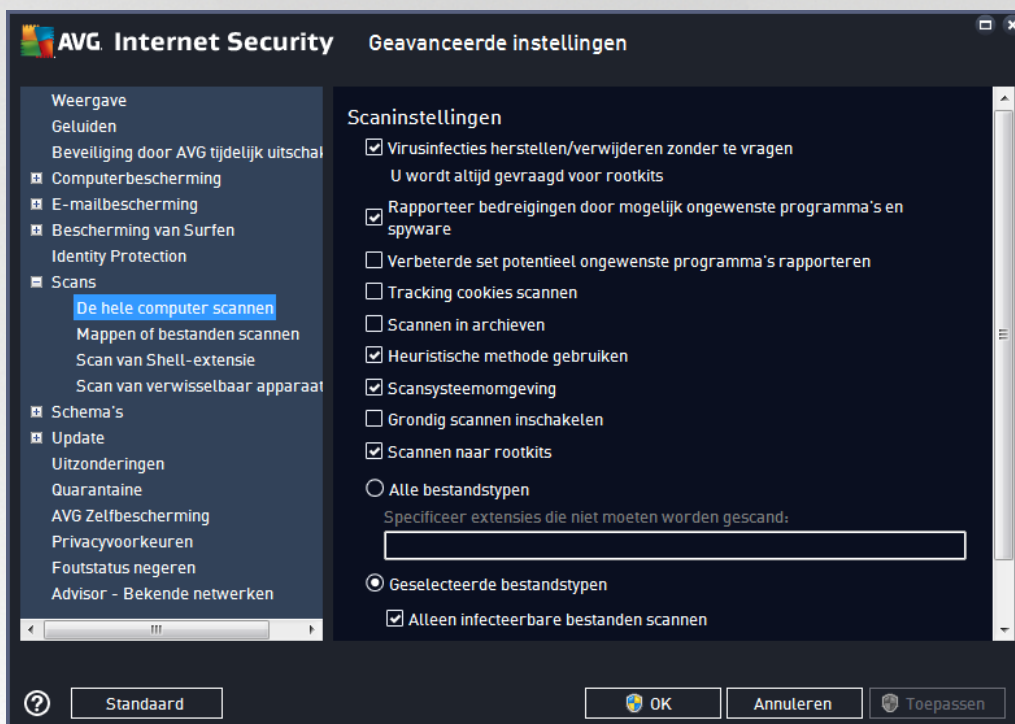 AVG. Internet Security
Geavanceerde instellingen
Weergave
Geluiden
Beveiliging door AVG tijdelijk uitschak
Computerbescherming
E-mailbescherming
Bescherming van Surfen
Identity Protection
Scans
De hele computer scannen
Mappen of bestanden scannen
Scan van Shell-extensie
Scan van verwisselbaar apparaat
Schema's
Update
Uitzonderingen
Quarantaine
AVG Zelfbescherming
Privacyvoorkeuren
Foutstatus negeren
Advisor - Bekende netwerken
Scaninstellingen
Virusinfecties herstellen/verwijderen zonder te vragen
U wordt altijd gevraagd voor rootkits
Rapporteer bedreigingen door mogelijk ongewenste programma's en
spyware
Verbeterde set potentieel ongewenste programma's rapporteren
Tracking cookies scannen
Scannen in archieven
Heuristische methode gebruiken
Scansysteemomgeving
Grondig scannen inschakelen
Scannen naar rootkits
Alle bestandstypen
Specificeer extensies die niet moeten worden gescand:
Geselecteerde bestandstypen
Alleen infecteerbare bestanden scannen
Standaard
OK
Annuleren
Toepassen